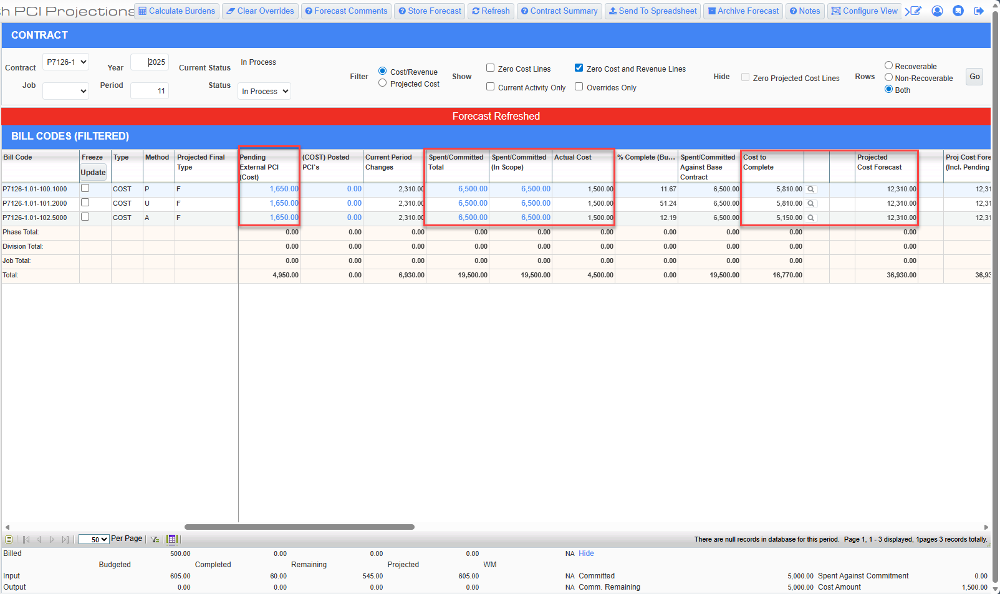 h PCI Projections Calculate Burdens Clear Overrides Forecast Comments Store Forecast Refresh Contract Summary Send To Spreadsheet Archive Forecast Notes Configure View
CONTRACT
Contract P7126-1 Year 2025 Current Status In Process
Filter Cost/Revenue Projected Cost Show Zero Cost Lines Zero Cost and Revenue Lines Hide Zero Projected Cost Lines Rows Recoverable Non-Recoverable Both Go
Job Period 11 Status In Process Current Activity Only Overrides Only
Forecast Refreshed
BILL CODES (FILTERED)
Bill Code Freeze Update Type Method Projected Final Type Pending External PCI (Cost) (COST) Posted PCI`s Current Period Changes Spent/Committed Total Spent/Committed (In Scope) Actual Cost % Complete (Bu... Spent/Committed Against Base Contract Cost to Complete Projected Cost Forecast Proj Cost Fore (Incl. Pending
P7126-1.01-100.1000 COST P F 1,650.00 0.00 2,310.00 6,500.00 6,500.00 1,500.00 11.67 6,500.00 5,810.00 12,310.00 12,31
P7126-1.01-101.2000 COST U F 1,650.00 0.00 2,310.00 6,500.00 6,500.00 1,500.00 51.24 6,500.00 5,810.00 12,310.00 12,31
P7126-1.01-102.5000 COST A F 1,650.00 0.00 2,310.00 6,500.00 6,500.00 1,500.00 12.19 6,500.00 5,150.00 12,310.00 12,31
Phase Total: 0.00 0.00 0.00 0.00 0.00 0.00 0.00 0.00 0.00 0.00
Division Total: 0.00 0.00 0.00 0.00 0.00 0.00 0.00 0.00 0.00 0.00
Job Total: 0.00 0.00 0.00 0.00 0.00 0.00 0.00 0.00 0.00 0.00
Total: 4,950.00 0.00 6,930.00 19,500.00 19,500.00 4,500.00 0.00 19,500.00 16,770.00 36,930.00 36,93
50 Per Page There are null records in database for this period. Page 1, 1 - 3 displayed, 1pages 3 records totally.
Billed 500.00 0.00 0.00 0.00 NA Hide
Budgeted Completed Remaining Projected WM
Input 605.00 60.00 545.00 605.00 NA Committed 5,000.00 Spent Against Commitment 0.00
Output 0.00 0.00 0.00 0.00 NA Comm. Remaining 5,000.00 Cost Amount 1,500.00